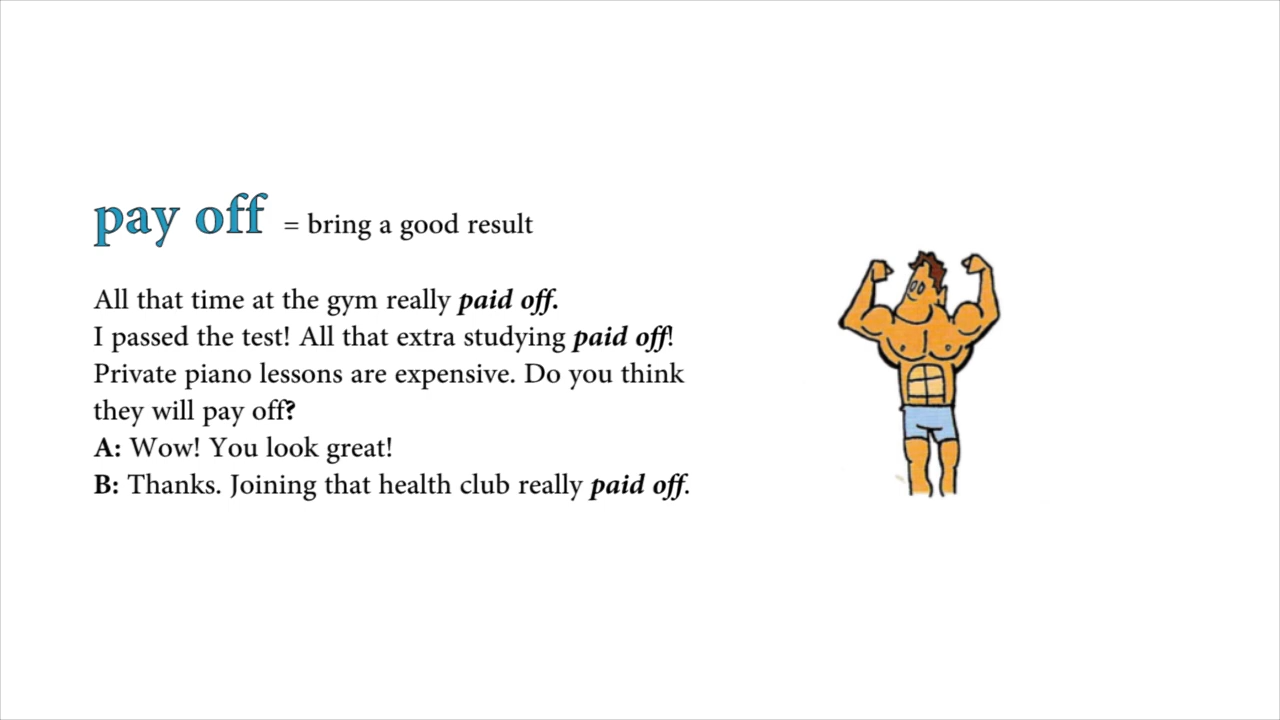 pay off = bring a good result
All that time at the gym really paid off.
I passed the test! All that extra studying paid off!
Private piano lessons are expensive. Do you think
they will pay off?
A: Wow! You look great!
B: Thanks. Joining that health club really paid off.